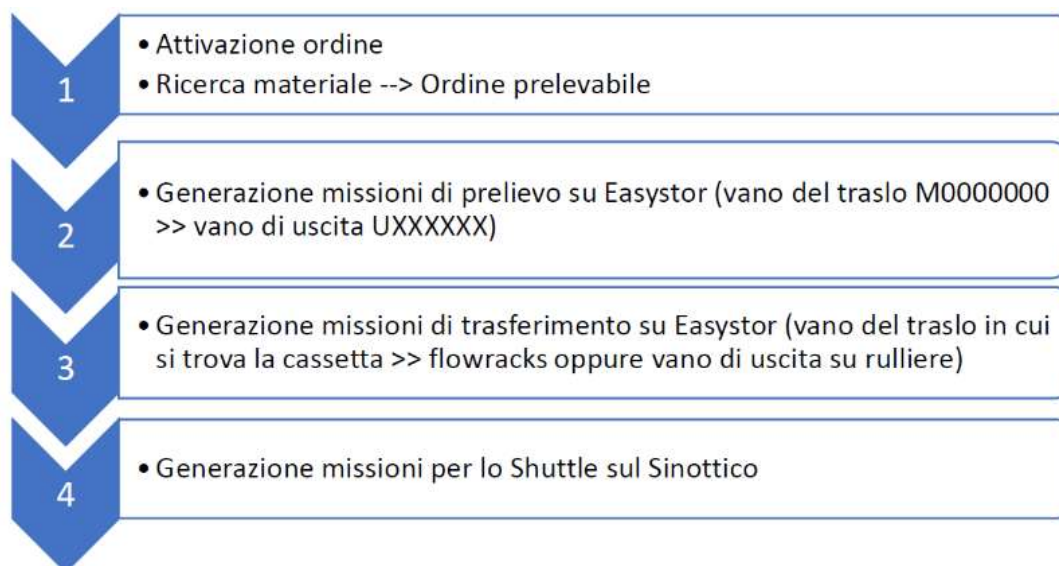 1
• Attivazione ordine
• Ricerca materiale --> Ordine prelevabile
2
• Generazione missioni di prelievo su Easystor (vano del traslo M0000000
>> vano di uscita UXXXXXX)
3
• Generazione missioni di trasferimento su Easystor (vano del traslo in cui
si trova la cassetta >> flowracks oppure vano di uscita su rulliere)
4
• Generazione missioni per lo Shuttle sul Sinottico